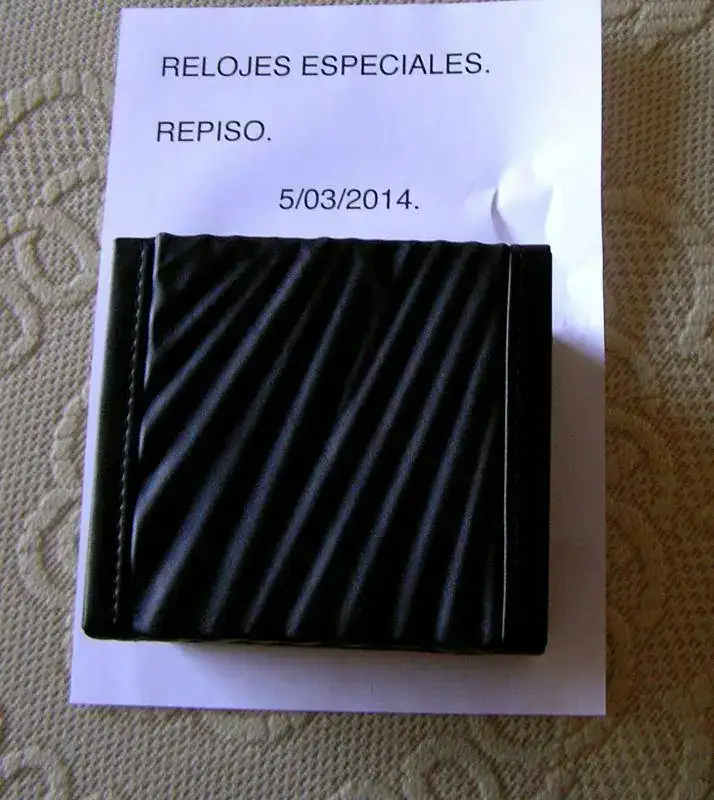 RELOJES ESPECIALES.
REPISO.
5/03/2014.